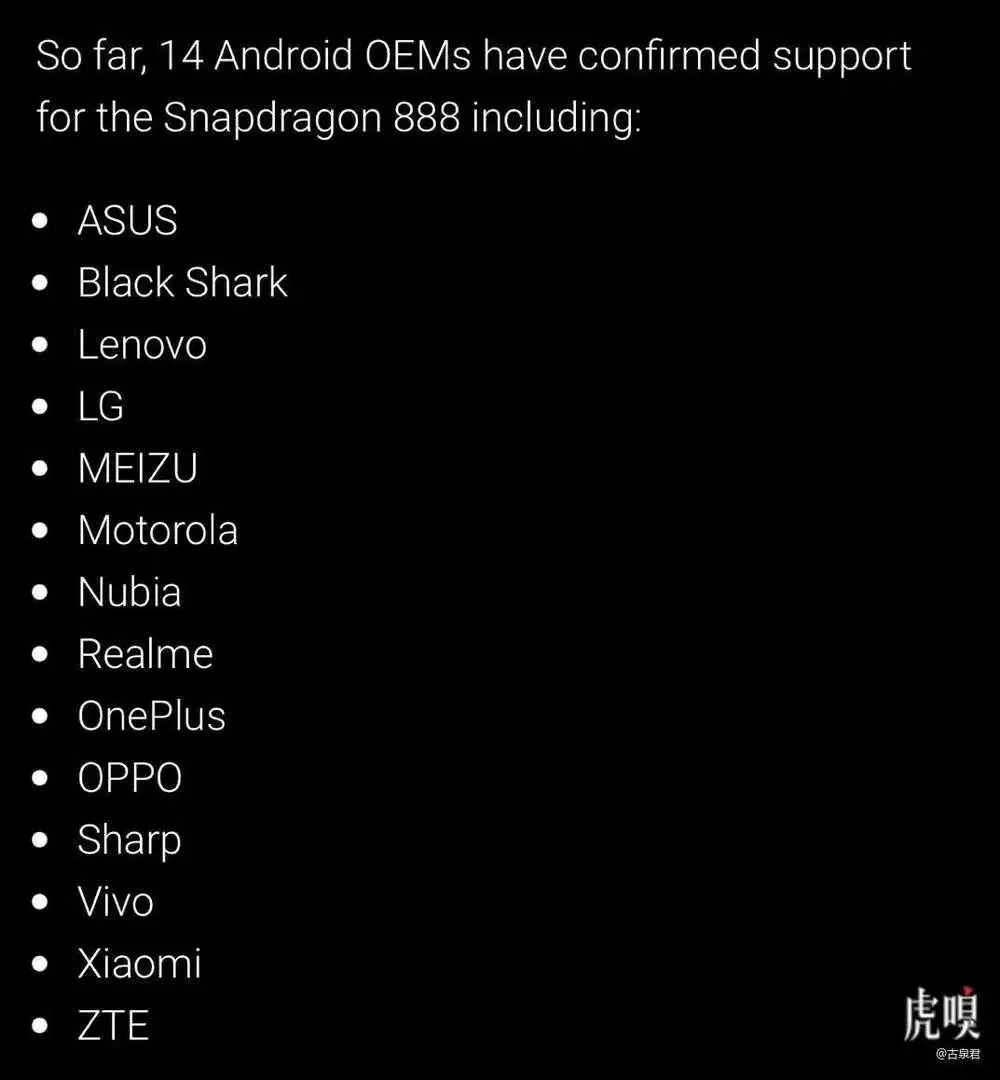 So far, 14 Android OEMs have confirmed support
for the Snapdragon 888 including:
• ASUS
• Black Shark
• Lenovo
• LG
• MEIZU
• Motorola
• Nubia
• Realme
• OnePlus
• OPPO
• Sharp
• Vivo
• Xiaomi
• ZTE
虎嗅
@古泉君